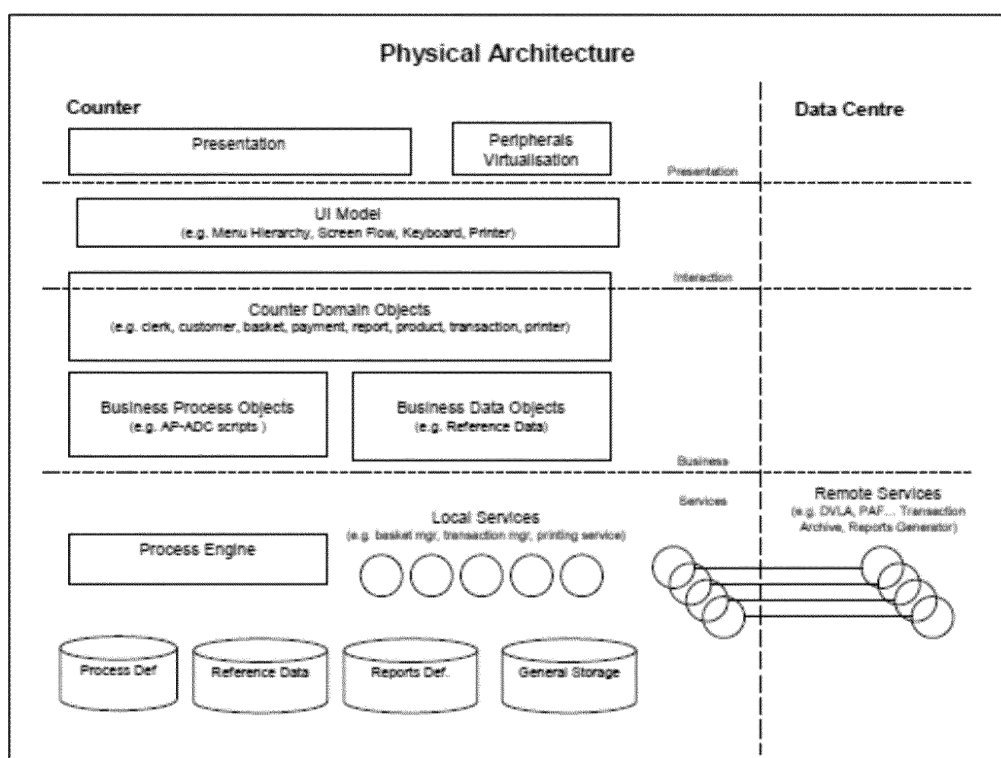 Physical Architecture
Counter
Data Centre
Presentation
Peripherals
Virtualisation
Presentation
UI Model
(e.g. Menu Hierarchy, Screen Flow, Keyboard, Printer)
Interaction
Counter Domain Objects
(e.g. clerk, customer, basket, payment, report, product, transaction, printer)
Business Process Objects
(e.g. AP-ADC scripts )
Business Data Objects
(e.g. Reference Data)
Business
Services
Remote Services
(e.g. DVLA, PAF... Transaction
Archive, Reports Generator)
Local Services
(e.g. basket mgr, transaction mgr, printing service)
Process Engine
Process Def
Reference Data
Reports Def.
General Storage